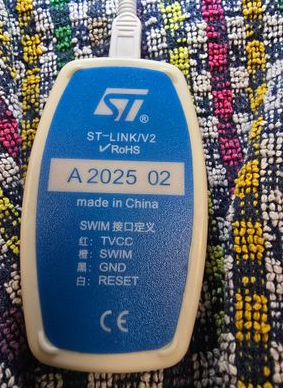 ST®
ST-LINK/V2
✓RoHS
A 2025 02
made in China
SWIM 接口定义
红: TVCC
橙: SWIM
黑: GND
白: RESET
CE